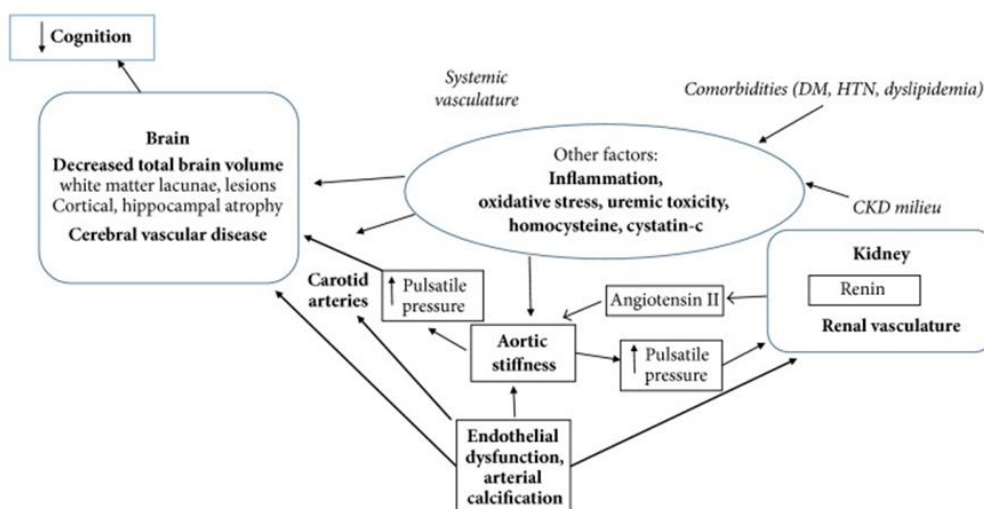 ↓ Cognition
Systemic
vasculature
Comorbidities (DM, HTN, dyslipidemia)
Brain
Decreased total brain volume
white matter lacunae, lesions
Cortical, hippocampal atrophy
Cerebral vascular disease
Other factors:
Inflammation,
oxidative stress, uremic toxicity,
homocysteine, cystatin-c
CKD milieu
Kidney
Renin
Renal vasculature
Carotid
arteries
↑ Pulsatile
pressure
Angiotensin II
Aortic
stiffness
↑ Pulsatile
pressure
Endothelial
dysfunction,
arterial
calcification